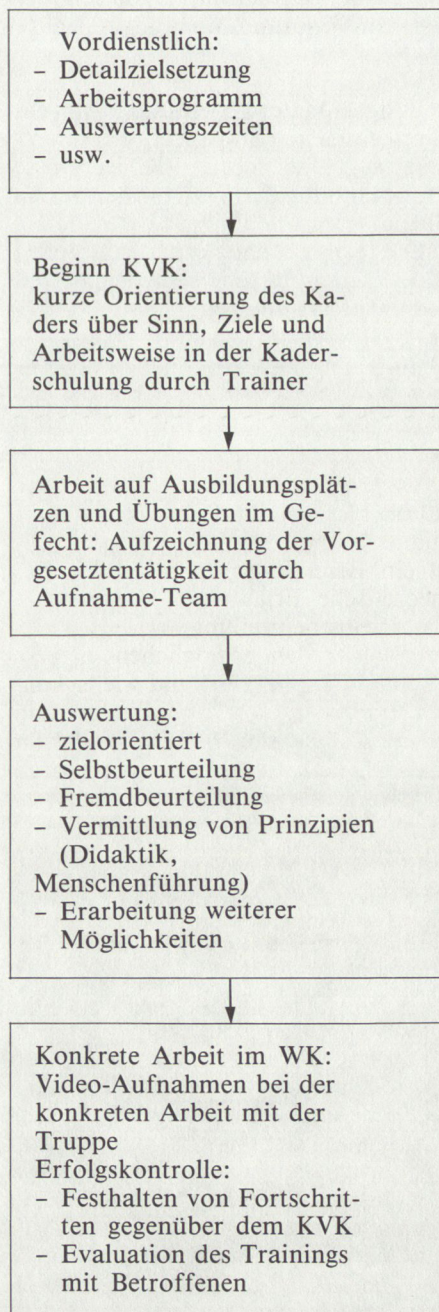 Vordienstlich:
– Detailzielsetzung
– Arbeitsprogramm
– Auswertungszeiten
– usw.
Beginn KVK:
kurze Orientierung des Ka-
ders über Sinn, Ziele und
Arbeitsweise in der Kader-
schulung durch Trainer
Arbeit auf Ausbildungsplät-
zen und Übungen im Ge-
fecht: Aufzeichnung der Vor-
gesetztentätigkeit durch
Aufnahme-Team
Auswertung:
– zielorientiert
– Selbstbeurteilung
– Fremdbeurteilung
– Vermittlung von Prinzipien
(Didaktik,
Menschenführung)
– Erarbeitung weiterer
Möglichkeiten
Konkrete Arbeit im WK:
Video-Aufnahmen bei der
konkreten Arbeit mit der
Truppe
Erfolgskontrolle:
– Festhalten von Fortschrit-
ten gegenüber dem KVK
– Evaluation des Trainings
mit Betroffenen